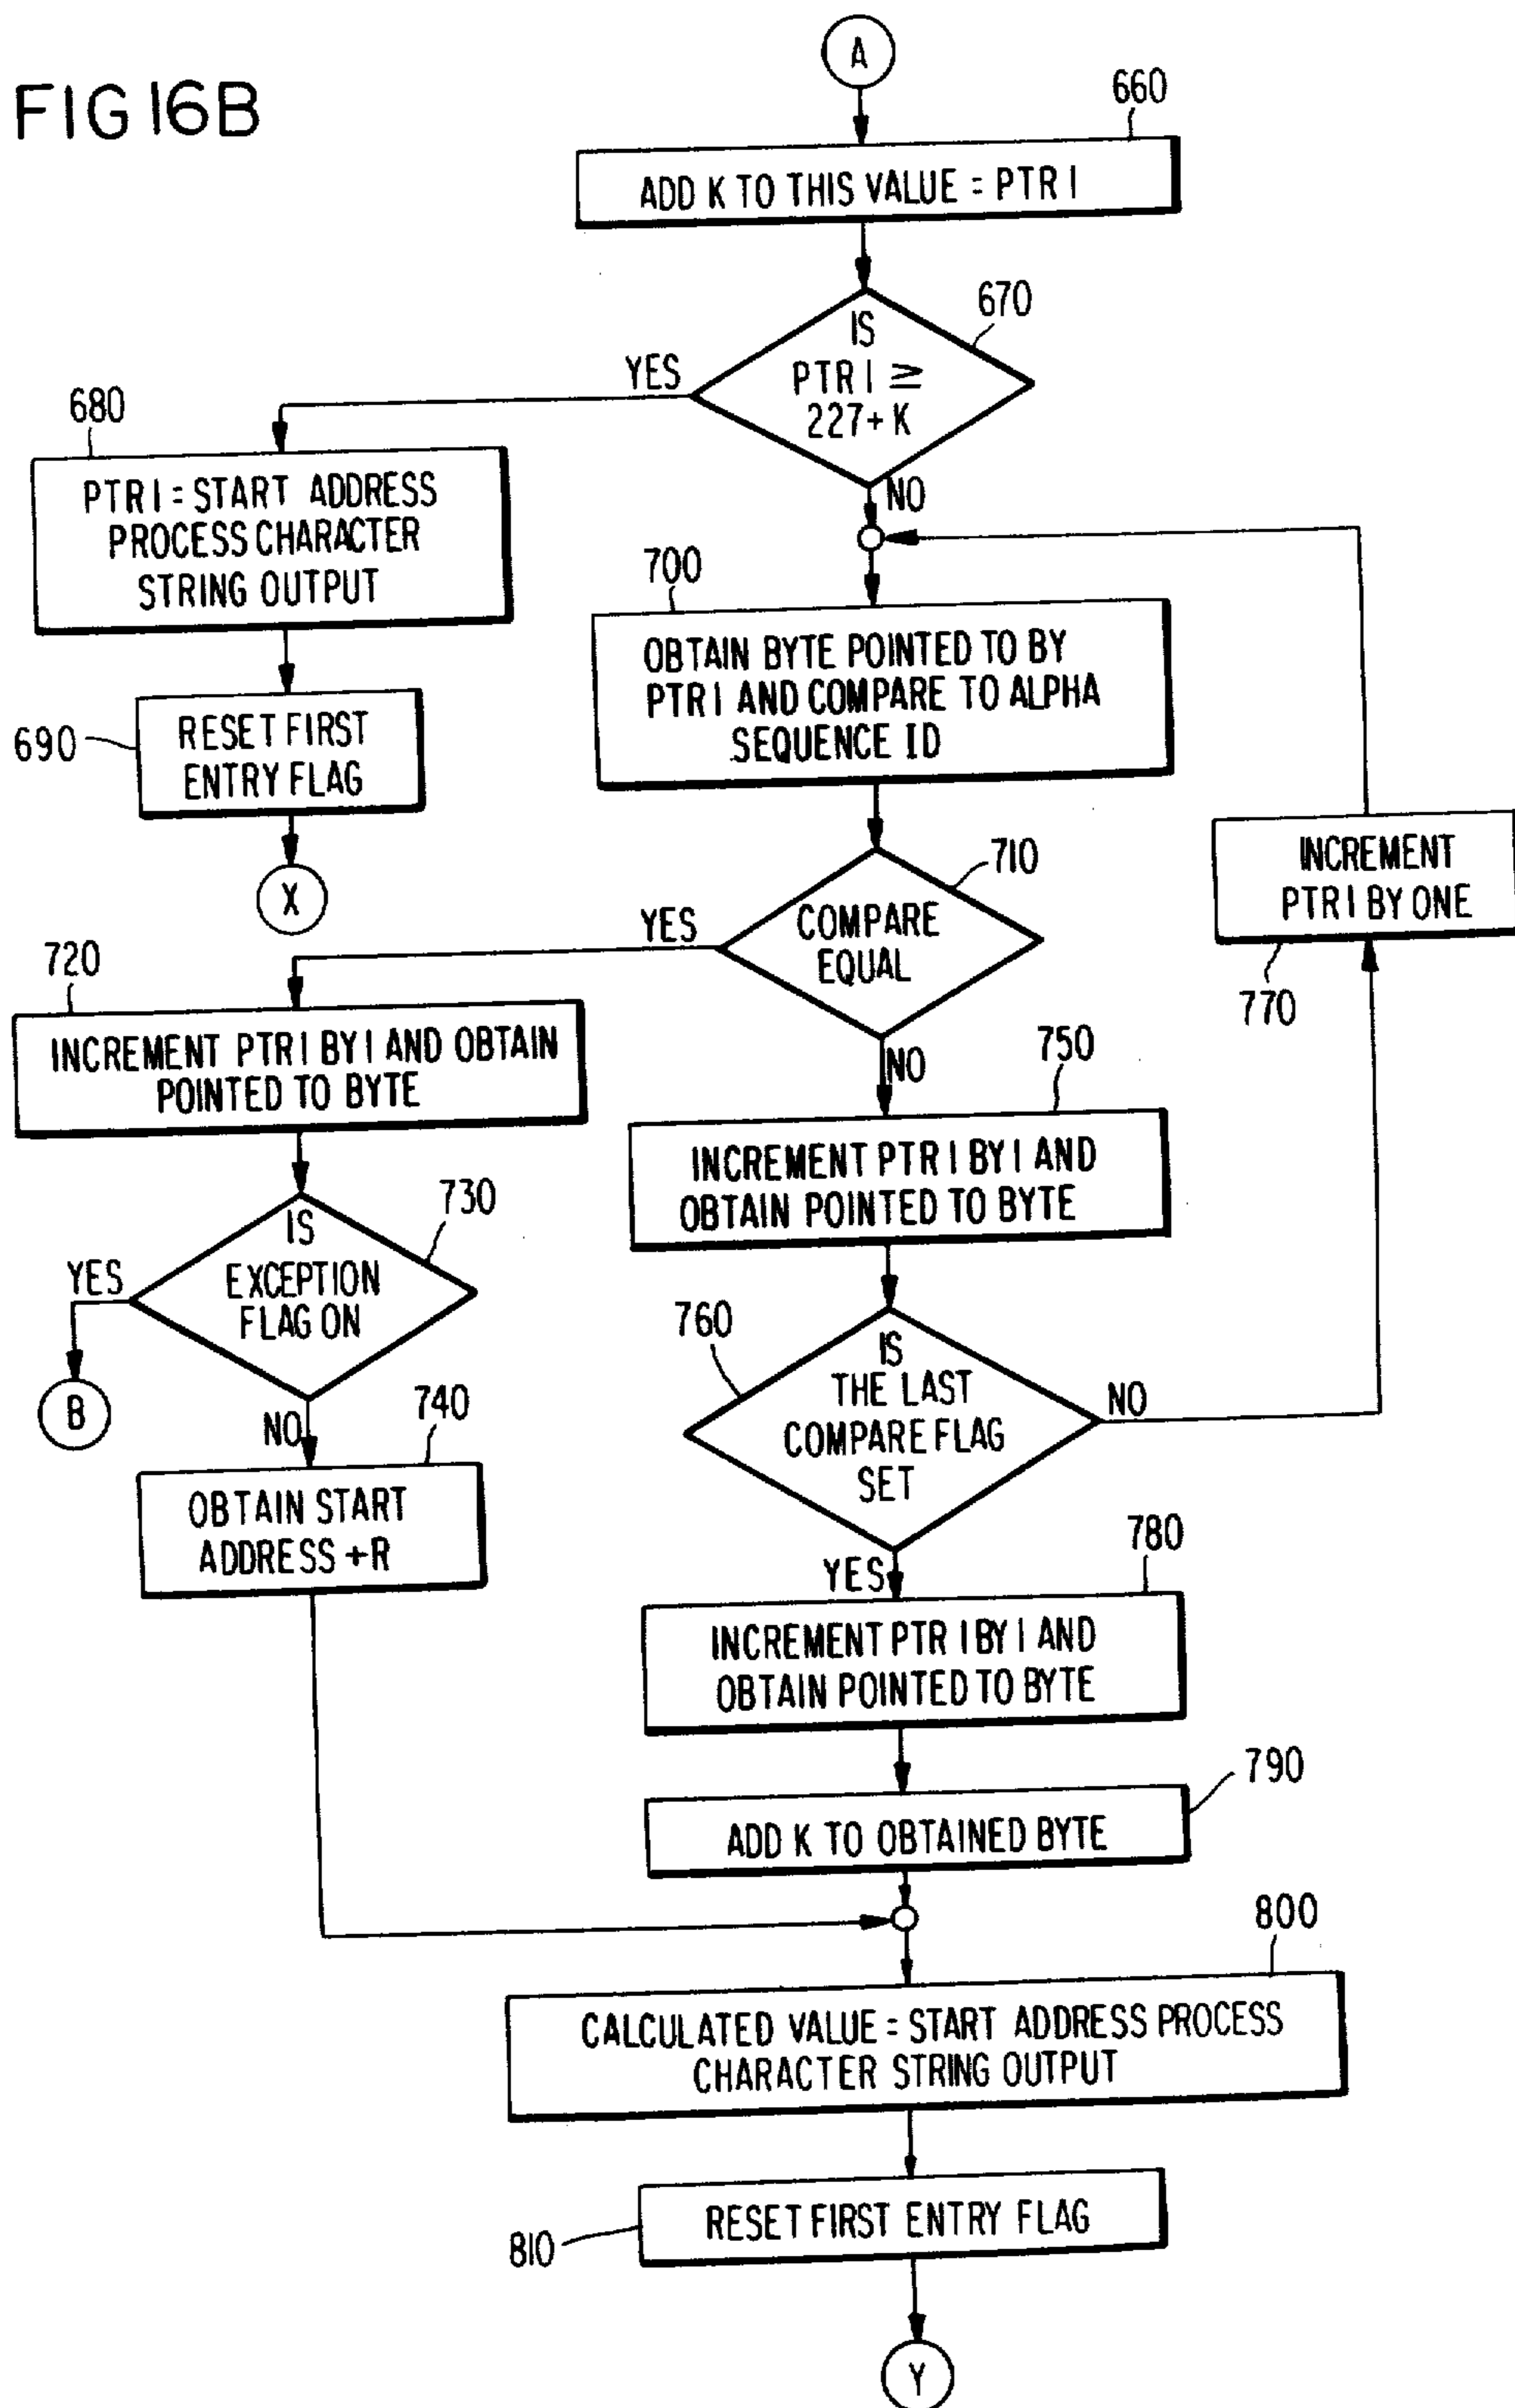 FIG 16B
A
660
ADD K TO THIS VALUE = PTR 1
670
IS
PTR 1 ≥
227+ K
YES
NO
680
PTR 1 = START ADDRESS
PROCESS CHARACTER
STRING OUTPUT
690
RESET FIRST
ENTRY FLAG
X
700
OBTAIN BYTE POINTED TO BY
PTR 1 AND COMPARE TO ALPHA
SEQUENCE ID
710
COMPARE
EQUAL
YES
NO
INCREMENT
PTR 1 BY ONE
770
720
INCREMENT PTR 1 BY 1 AND OBTAIN
POINTED TO BYTE
730
IS
EXCEPTION
FLAG ON
YES
B
NO
740
OBTAIN START
ADDRESS +R
750
INCREMENT PTR 1 BY 1 AND
OBTAIN POINTED TO BYTE
760
IS
THE LAST
COMPARE FLAG
SET
NO
YES
780
INCREMENT PTR 1 BY 1 AND
OBTAIN POINTED TO BYTE
790
ADD K TO OBTAINED BYTE
800
CALCULATED VALUE = START ADDRESS PROCESS
CHARACTER STRING OUTPUT
810
RESET FIRST ENTRY FLAG
Y